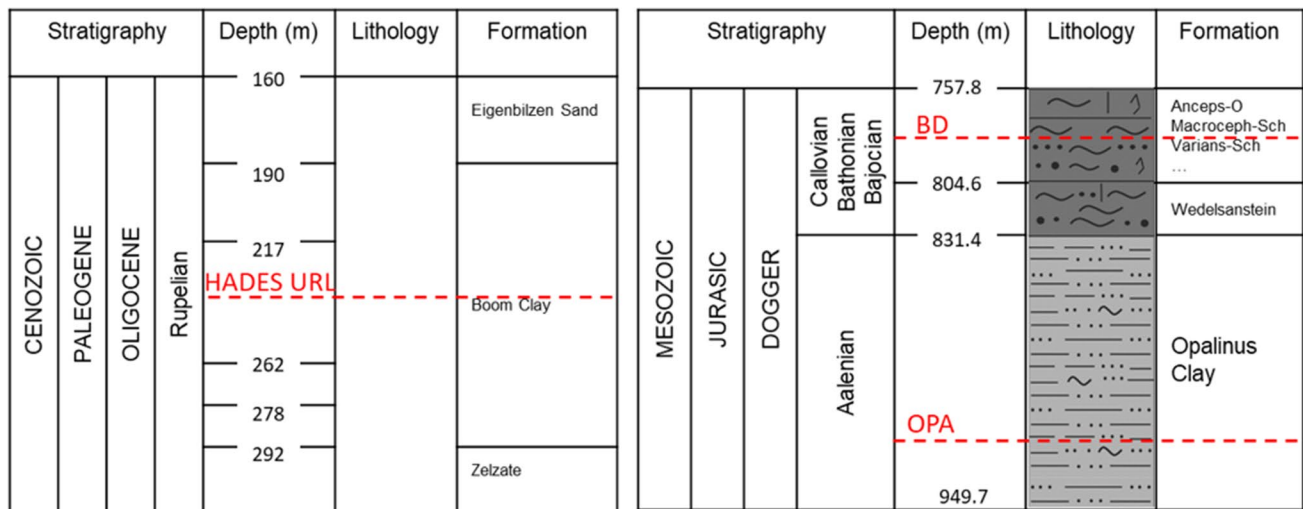 Stratigraphy
Depth (m)
Lithology
Formation
CENOZOIC
PALEOGENE
OLIGOCENE
Rupelian
160
190
217
HADES URL
262
278
292
Eigenbilzen Sand
Boom Clay
Zelzate
Stratigraphy
Depth (m)
Lithology
Formation
MESOZOIC
JURASIC
DOGGER
Callovian
Bathonian
Bajocian
Aalenian
757.8
BD
804.6
831.4
OPA
949.7
Anceps-O
Macroceph-Sch
Varians-Sch
...
Wedelsanstein
Opalinus
Clay